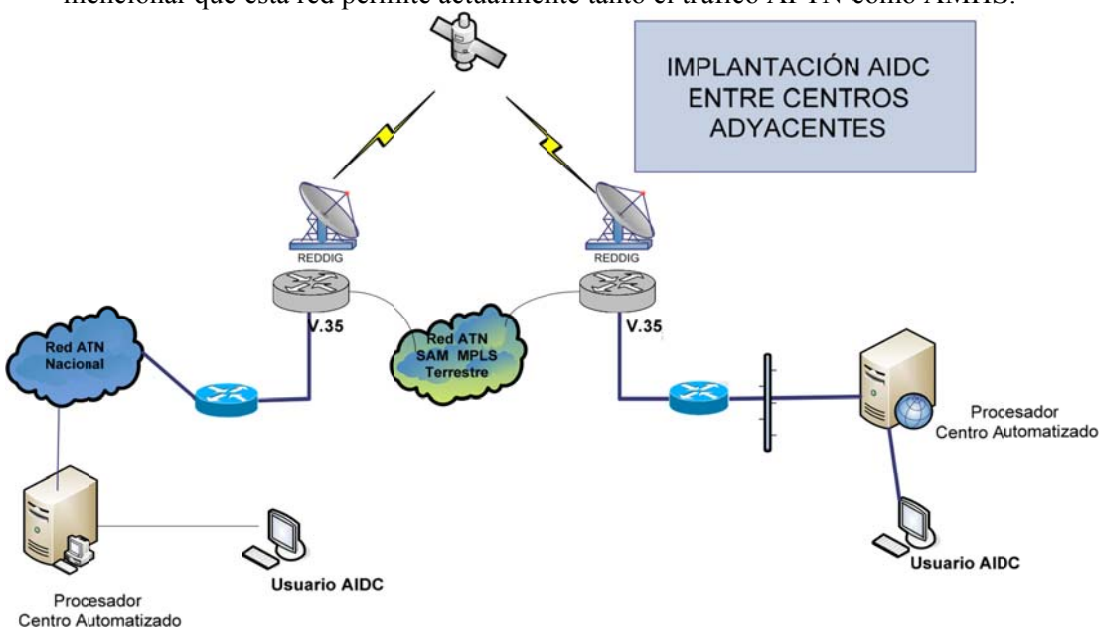 mencionar que esta red permite actualmente tanto el tráfico AFTN como AMHS.
IMPLANTACIÓN AIDC
ENTRE CENTROS
ADYACENTES
REDDIG
REDDIG
V.35
V.35
Red ATN
Nacional
Red ATN
SAM MPLS
Terrestre
Procesador
Centro Automatizado
Usuario AIDC
Usuario AIDC
Procesador
Centro Automatizado